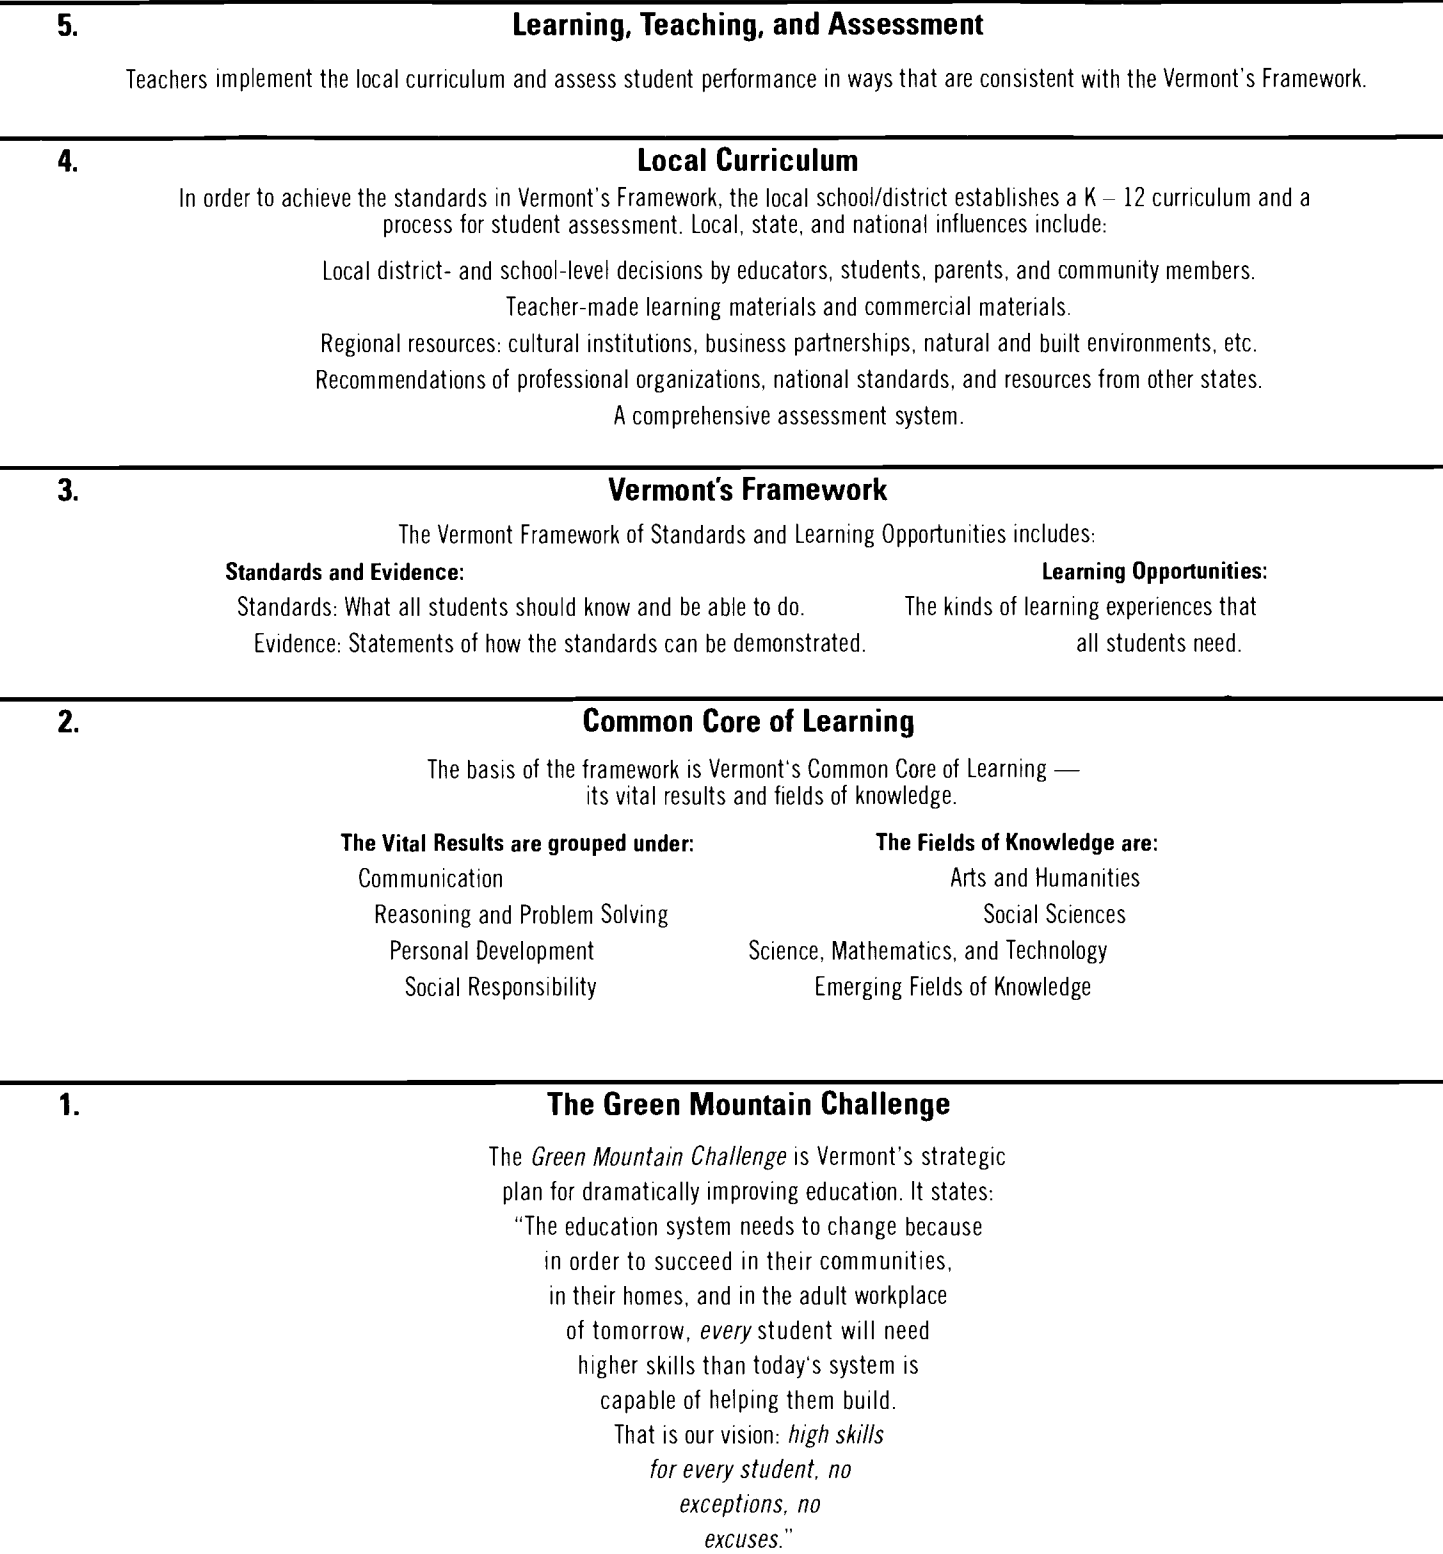 5.
Learning, Teaching, and Assessment
Teachers implement the local curriculum and assess student performance in ways that are consistent with the Vermont's Framework.
4.
Local Curriculum
In order to achieve the standards in Vermont's Framework, the local school/district establishes a K – 12 curriculum and a
process for student assessment. Local, state, and national influences include:
Local district- and school-level decisions by educators, students, parents, and community members.
Teacher-made learning materials and commercial materials.
Regional resources: cultural institutions, business partnerships, natural and built environments, etc.
Recommendations of professional organizations, national standards, and resources from other states.
A comprehensive assessment system.
3.
Vermont's Framework
The Vermont Framework of Standards and Learning Opportunities includes:
Standards and Evidence:
Standards: What all students should know and be able to do.
Evidence: Statements of how the standards can be demonstrated.
Learning Opportunities:
The kinds of learning experiences that
all students need.
2.
Common Core of Learning
The basis of the framework is Vermont's Common Core of Learning —
its vital results and fields of knowledge.
The Vital Results are grouped under:
Communication
Reasoning and Problem Solving
Personal Development
Social Responsibility
The Fields of Knowledge are:
Arts and Humanities
Social Sciences
Science, Mathematics, and Technology
Emerging Fields of Knowledge
1.
The Green Mountain Challenge
The Green Mountain Challenge is Vermont's strategic
plan for dramatically improving education. It states:
“The education system needs to change because
in order to succeed in their communities,
in their homes, and in the adult workplace
of tomorrow, every student will need
higher skills than today's system is
capable of helping them build.
That is our vision: high skills
for every student, no
exceptions, no
excuses.”